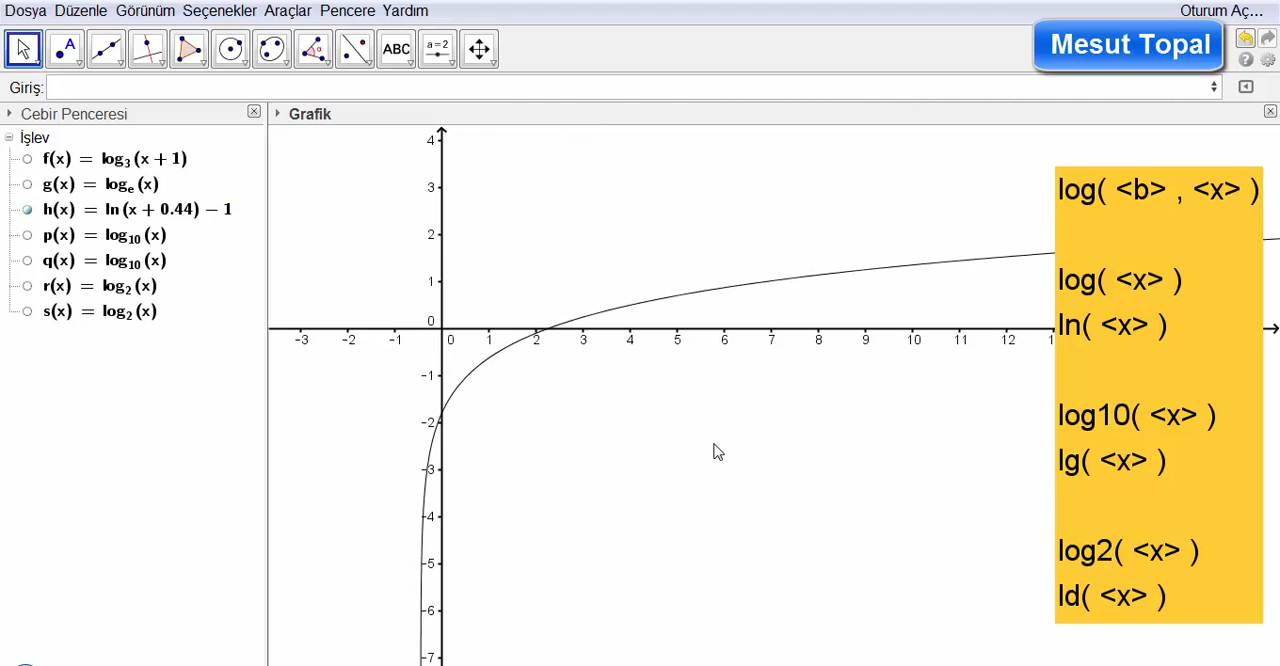 Dosya Düzenle Görünüm Seçenekler Araçlar Pencere Yardım
Oturum Aç...
ABC
a=2
A
α
Mesut Topal
Giriş:
Cebir Penceresi
Grafik
İşlev
f(x) = log₃(x + 1)
g(x) = logₑ(x)
h(x) = ln(x + 0.44) − 1
p(x) = log₁₀(x)
q(x) = log₁₀(x)
r(x) = log₂(x)
s(x) = log₂(x)
4
3
2
1
0
−3 −2 −1 0 1 2 3 4 5 6 7 8 9 10 11 12 1
−1
−2
−3
−4
−5
−6
−7
log( <b> , <x> )
log( <x> )
ln( <x> )
log10( <x> )
lg( <x> )
log2( <x> )
ld( <x> )